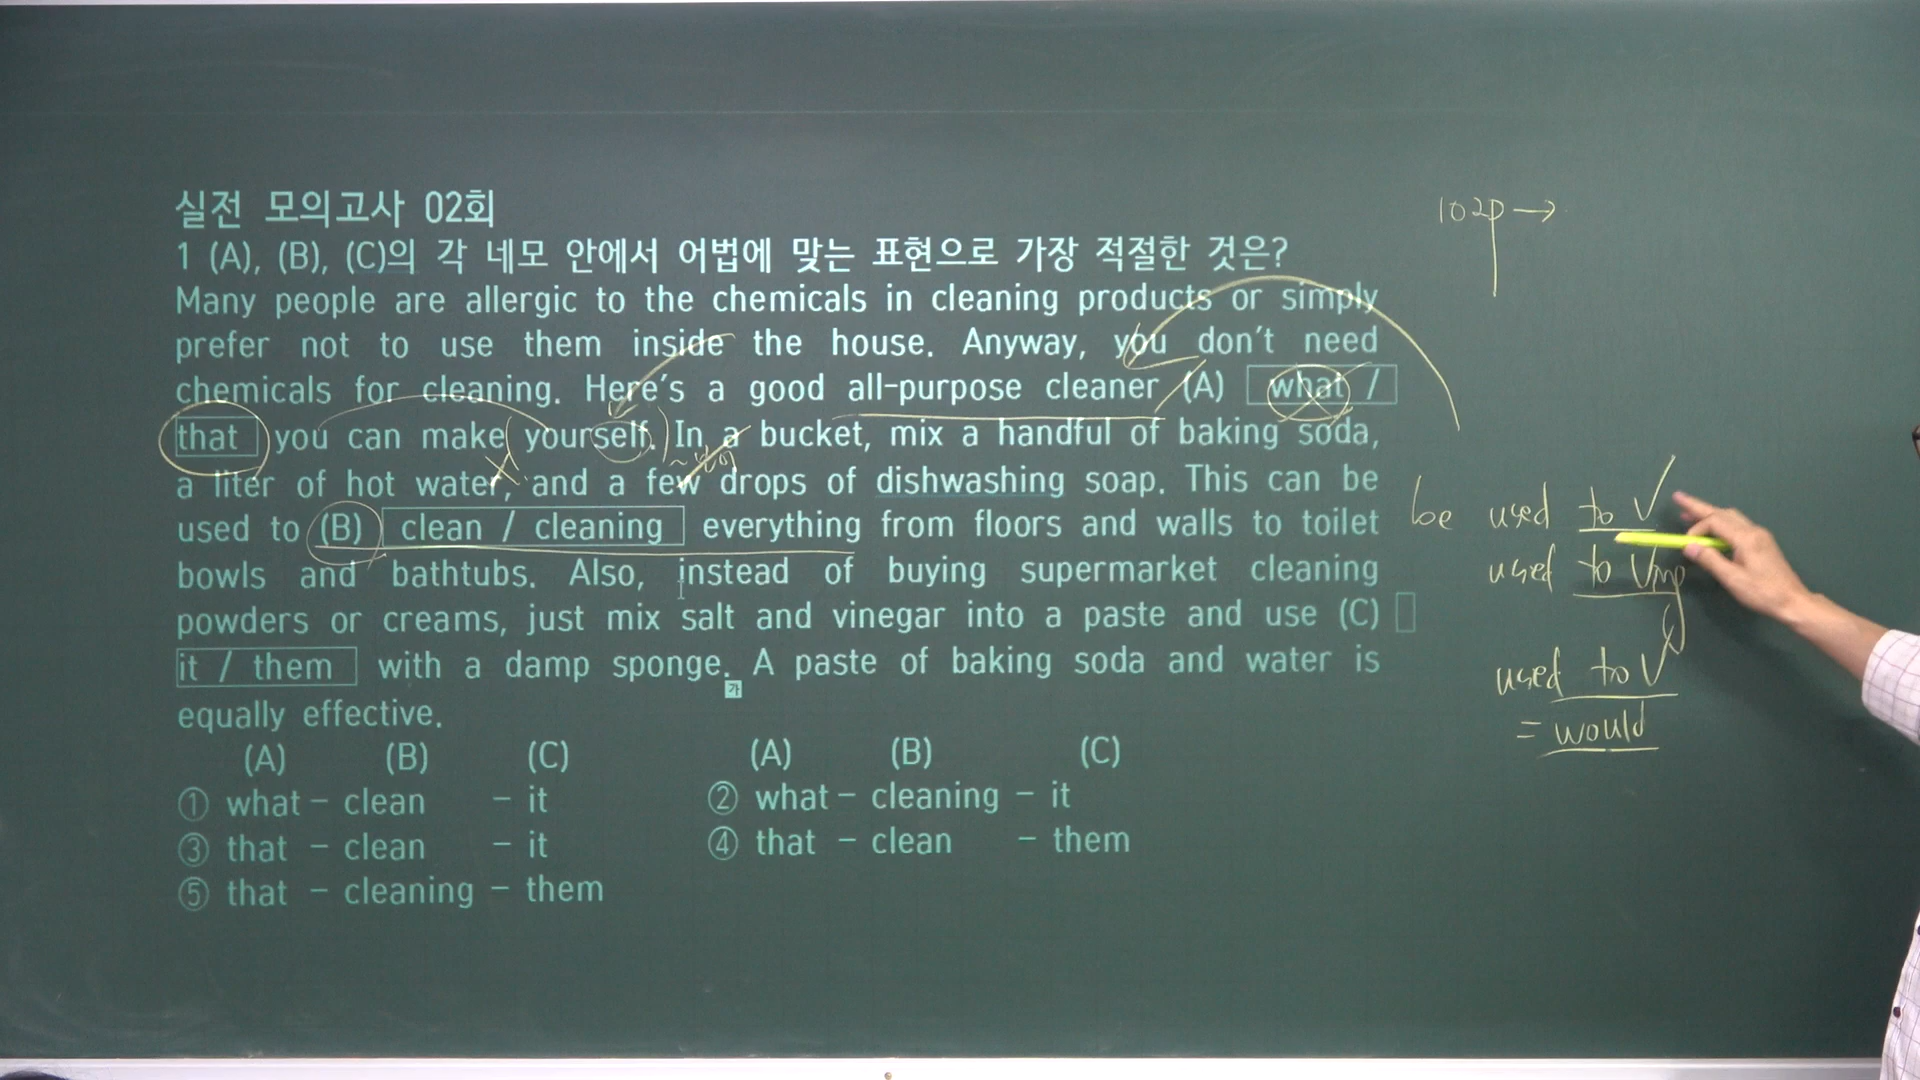 실전 모의고사 02회
1 (A), (B), (C)의 각 네모 안에서 어법에 맞는 표현으로 가장 적절한 것은?
Many people are allergic to the chemicals in cleaning products or simply
prefer not to use them inside the house. Anyway, you don't need
chemicals for cleaning. Here's a good all-purpose cleaner (A) what /
that you can make yourself. In a bucket, mix a handful of baking soda,
a liter of hot water, and a few drops of dishwashing soap. This can be
used to (B) clean / cleaning everything from floors and walls to toilet
bowls and bathtubs. Also, instead of buying supermarket cleaning
powders or creams, just mix salt and vinegar into a paste and use (C)
it / them with a damp sponge. A paste of baking soda and water is
가
equally effective.
(A) (B) (C) (A) (B) (C)
① what – clean – it ② what – cleaning – it
③ that – clean – it ④ that – clean – them
⑤ that – cleaning – them
102p →
be used to V
used to Ving
used to V
= would